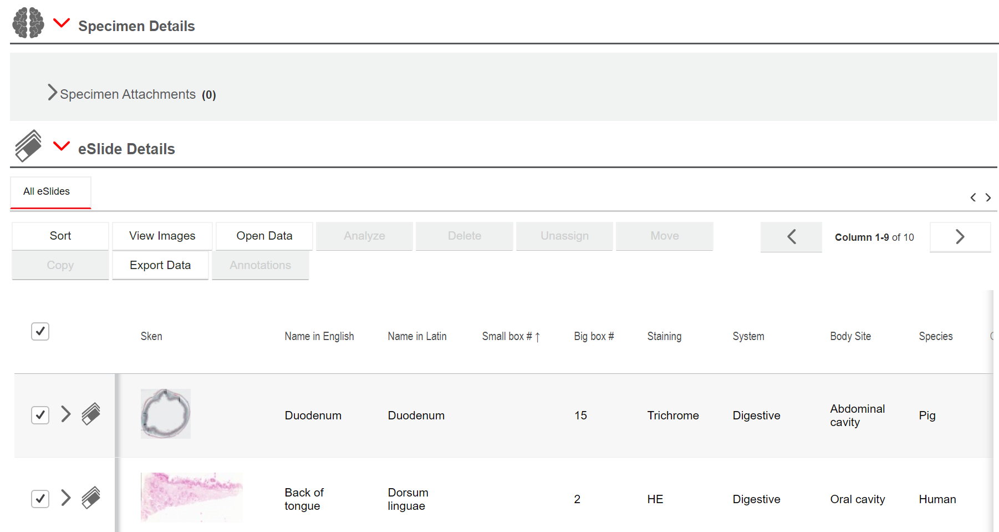 Specimen Details
Specimen Attachments (0)
eSlide Details
All eSlides
Sort View Images Open Data Analyze Delete Unassign Move Column 1-9 of 10
Copy Export Data Annotations
Sken Name in English Name in Latin Small box # ↑ Big box # Staining System Body Site Species
Duodenum Duodenum 15 Trichrome Digestive Abdominal cavity Pig
Back of tongue Dorsum linguae 2 HE Digestive Oral cavity Human